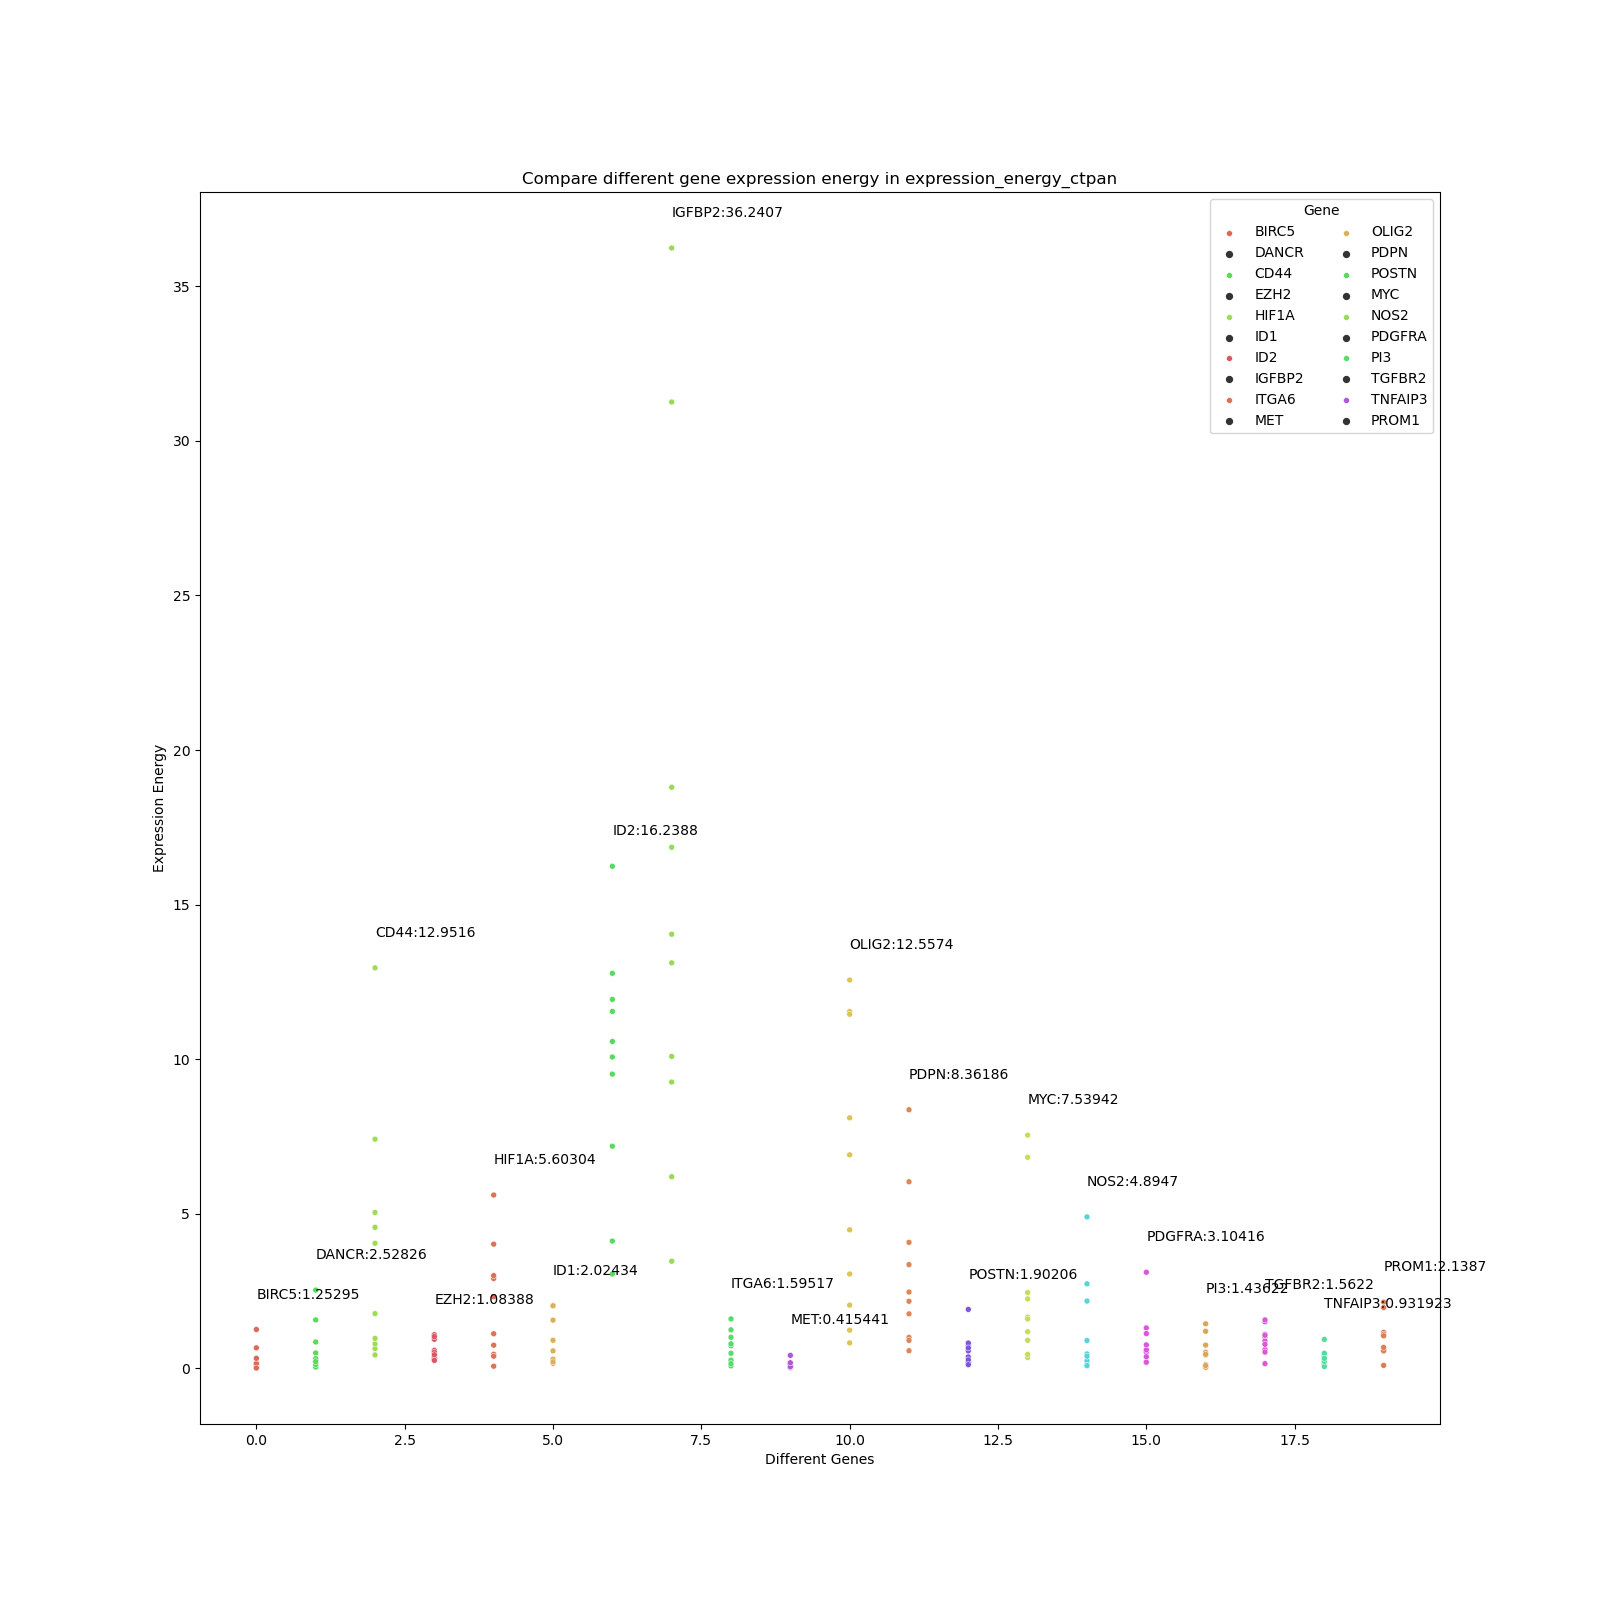 Compare different gene expression energy in expression_energy_ctpan
IGFBP2:36.2407
Gene
BIRC5
DANCR
CD44
EZH2
HIF1A
ID1
ID2
IGFBP2
ITGA6
MET
OLIG2
PDPN
POSTN
MYC
NOS2
PDGFRA
PI3
TGFBR2
TNFAIP3
PROM1
35
30
25
20
15
10
5
0
Expression Energy
ID2:16.2388
CD44:12.9516
OLIG2:12.5574
PDPN:8.36186
MYC:7.53942
HIF1A:5.60304
NOS2:4.8947
PDGFRA:3.10416
DANCR:2.52826
PROM1:2.1387
ID1:2.02434
POSTN:1.90206
ITGA6:1.59517
TGFBR2:1.5622
PI3:1.43622
BIRC5:1.25295
EZH2:1.08388
TNFAIP3:0.931923
MET:0.415441
0.0
2.5
5.0
7.5
10.0
12.5
15.0
17.5
Different Genes